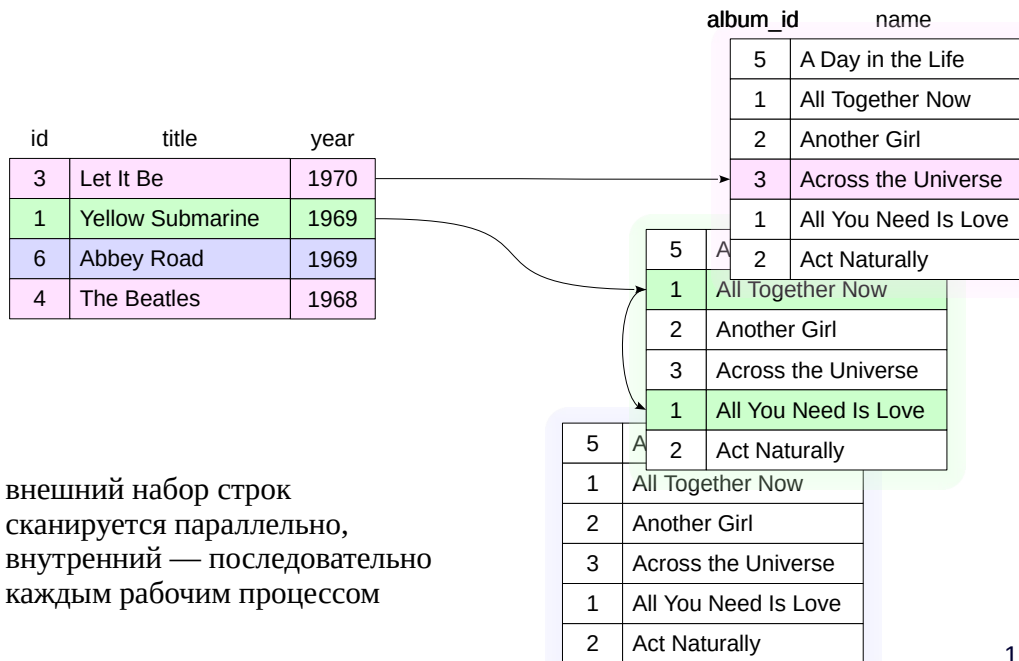 album_id name
5 A Day in the Life
1 All Together Now
2 Another Girl
3 Across the Universe
1 All You Need Is Love
2 Act Naturally
id title year
3 Let It Be 1970
1 Yellow Submarine 1969
6 Abbey Road 1969
4 The Beatles 1968
5 A
1 All Together Now
2 Another Girl
3 Across the Universe
1 All You Need Is Love
2 Act Naturally
5 A
1 All Together Now
2 Another Girl
3 Across the Universe
1 All You Need Is Love
2 Act Naturally
внешний набор строк
сканируется параллельно,
внутренний — последовательно
каждым рабочим процессом
1